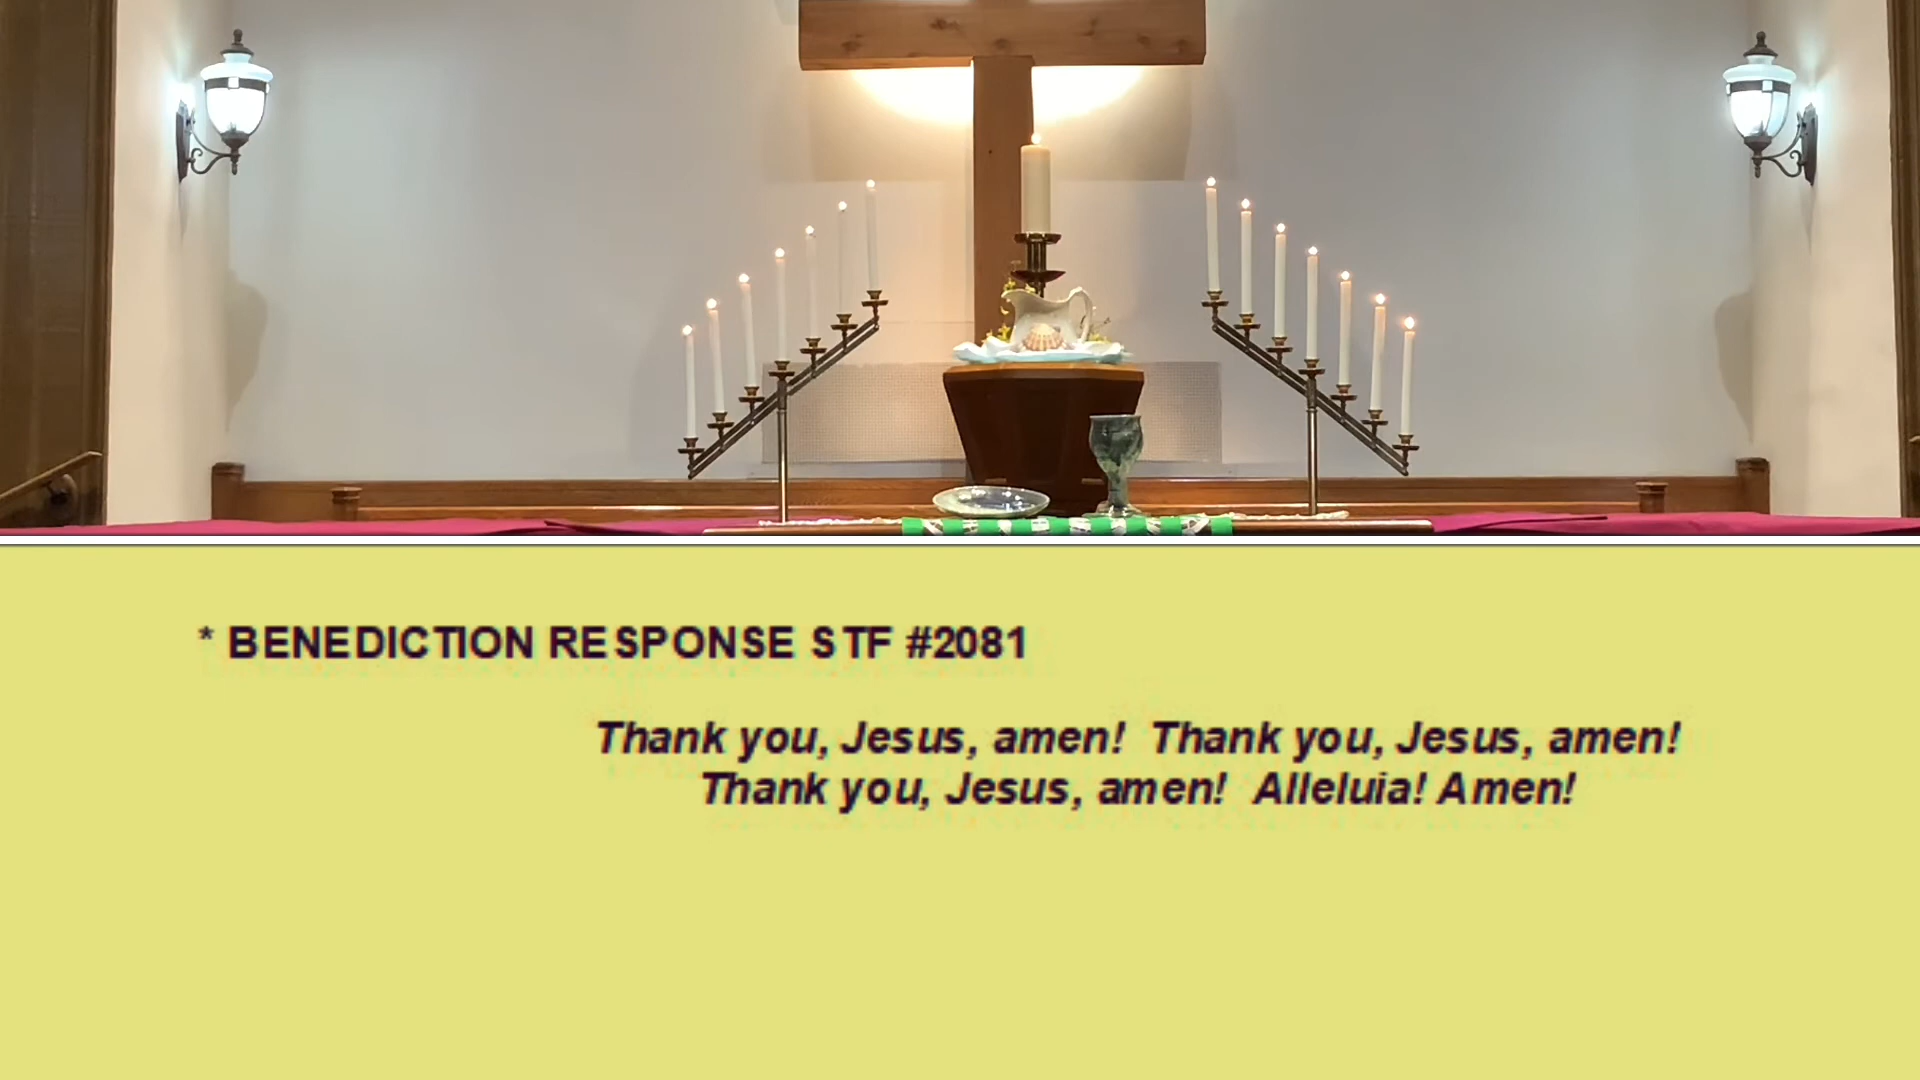 * BENEDICTION RESPONSE STF #2081
Thank you, Jesus, amen! Thank you, Jesus, amen!
Thank you, Jesus, amen! Alleluia! Amen!